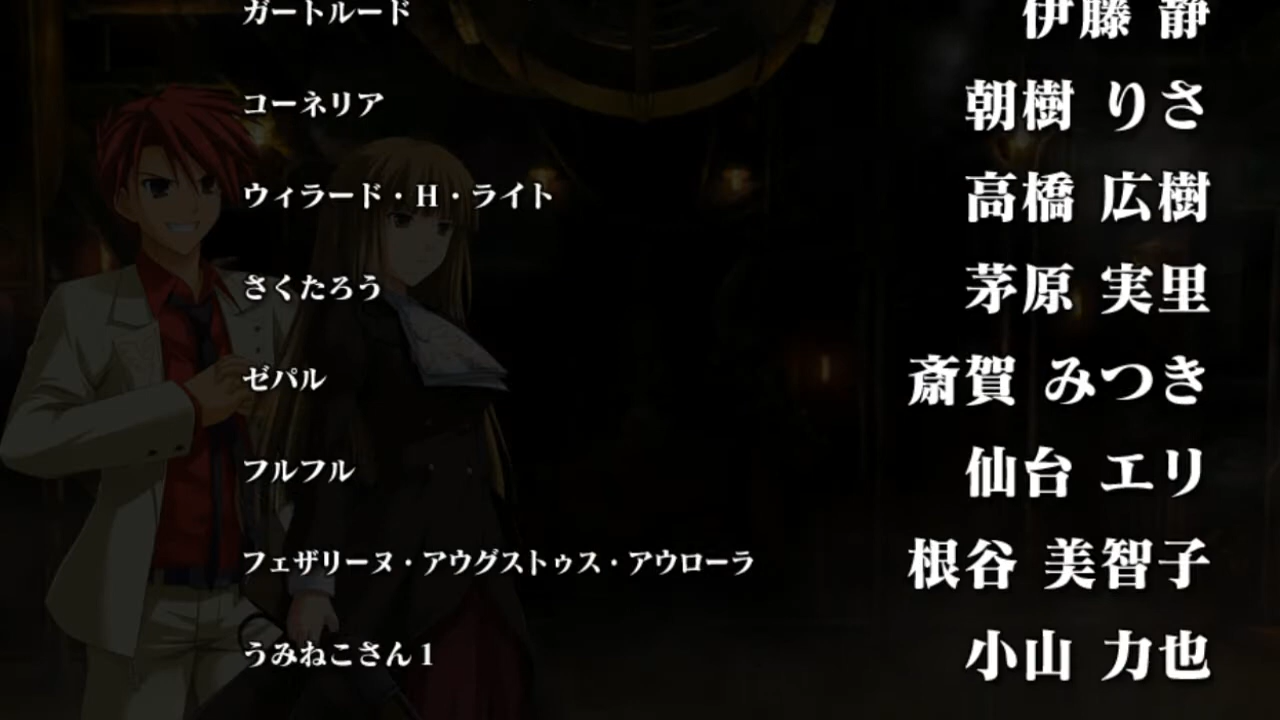 ガートルード 伊藤 静
コーネリア 朝樹 りさ
ウィラード・H・ライト 高橋 広樹
さくたろう 茅原 実里
ゼパル 斎賀 みつき
フルフル 仙台 エリ
フェザリーヌ・アウグストゥス・アウローラ 根谷 美智子
うみねこさん1 小山 力也